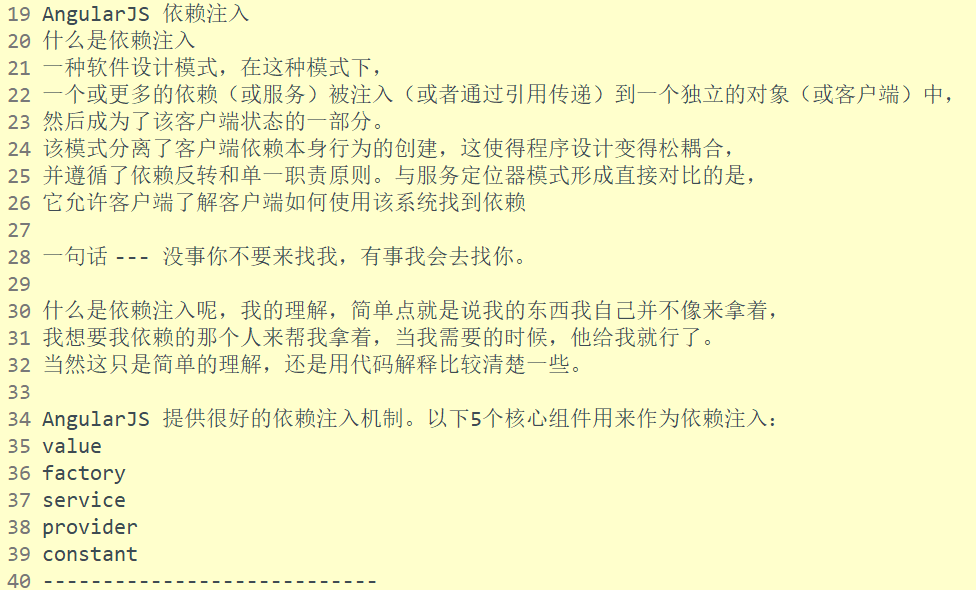 19 AngularJS 依赖注入
20 什么是依赖注入
21 一种软件设计模式，在这种模式下，
22 一个或更多的依赖（或服务）被注入（或者通过引用传递）到一个独立的对象（或客户端）中，
23 然后成为了该客户端状态的一部分。
24 该模式分离了客户端依赖本身行为的创建，这使得程序设计变得松耦合，
25 并遵循了依赖反转和单一职责原则。与服务定位器模式形成直接对比的是，
26 它允许客户端了解客户端如何使用该系统找到依赖
27
28 一句话 --- 没事你不要来找我，有事我会去找你。
29
30 什么是依赖注入呢，我的理解，简单点就是说我的东西我自己并不像来拿着，
31 我想要我依赖的那个人来帮我拿着，当我需要的时候，他给我就行了。
32 当然这只是简单的理解，还是用代码解释比较清楚一些。
33
34 AngularJS 提供很好的依赖注入机制。以下5个核心组件用来作为依赖注入：
35 value
36 factory
37 service
38 provider
39 constant
40 ----------------------------